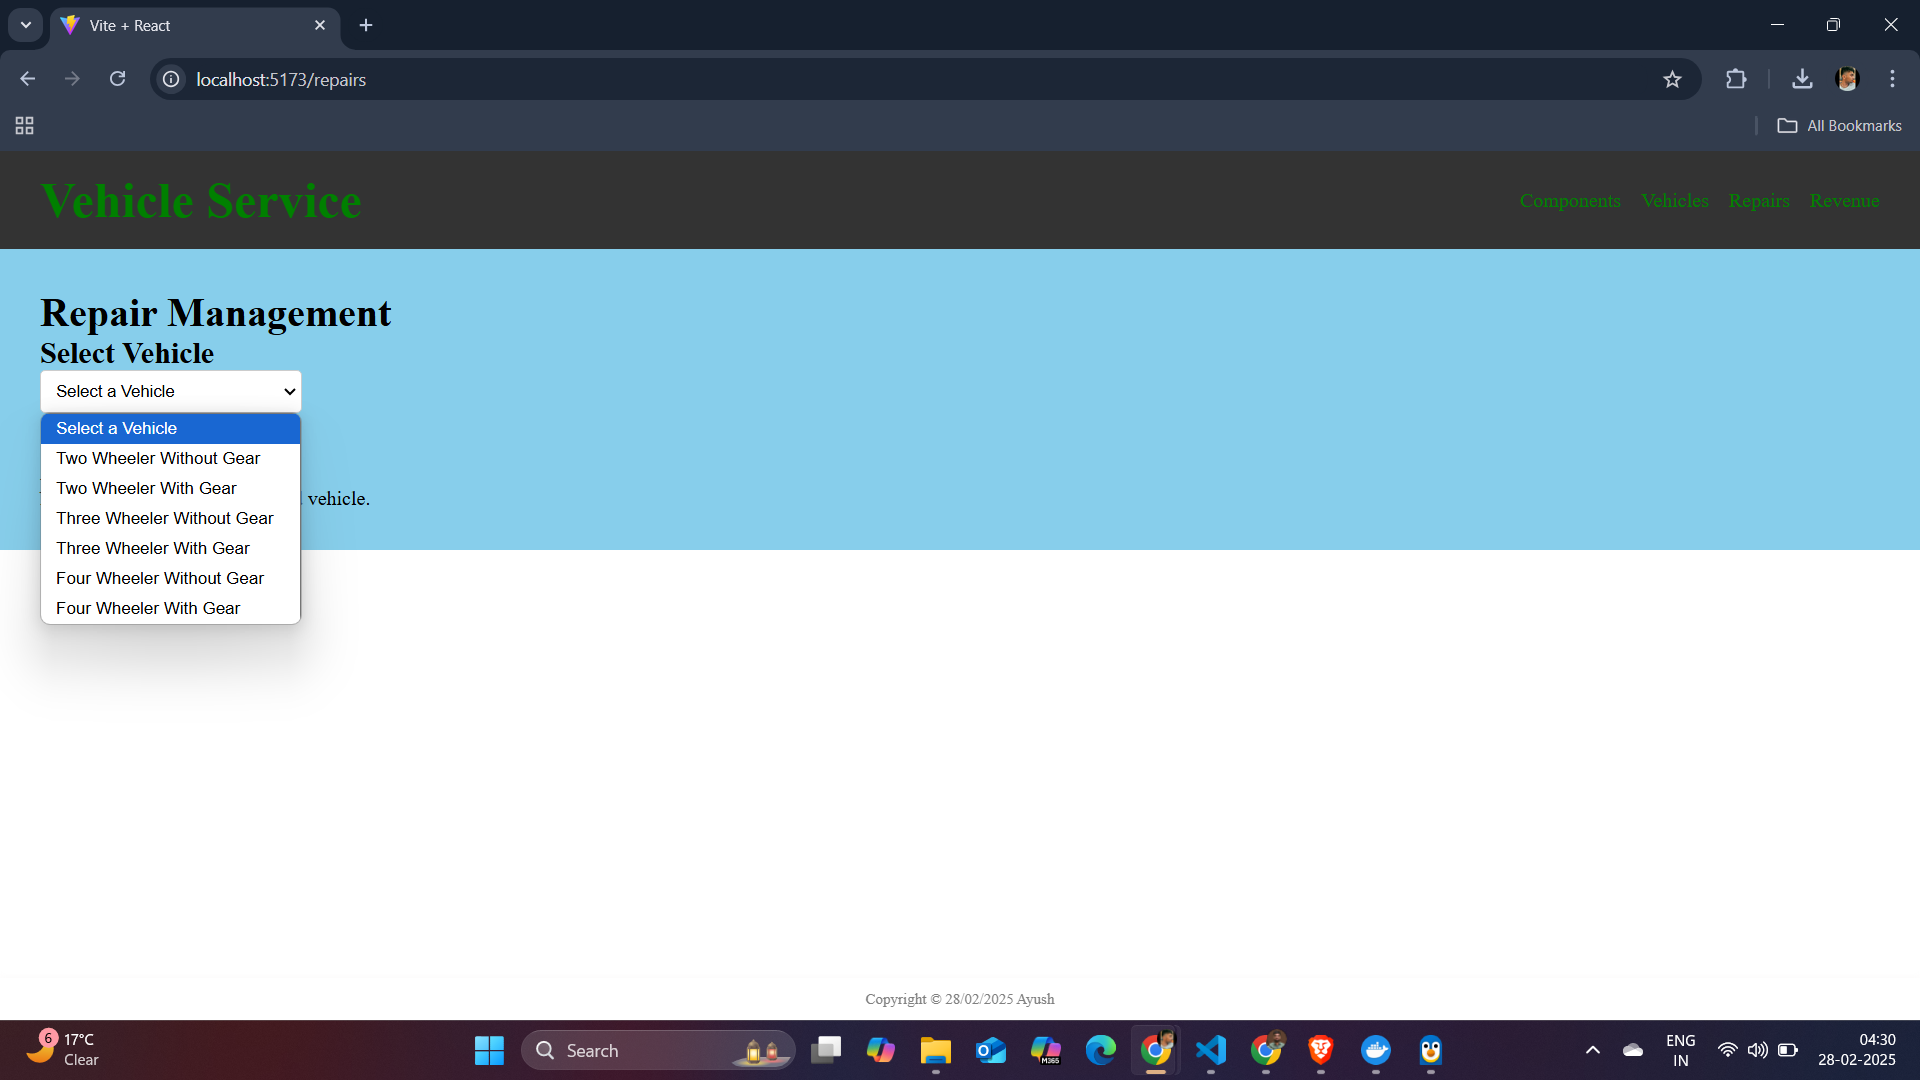 Vite + React
localhost:5173/repairs
All Bookmarks
Vehicle Service
Components Vehicles Repairs Revenue
Repair Management
Select Vehicle
Select a Vehicle
Select a Vehicle
Two Wheeler Without Gear
Two Wheeler With Gear
vehicle.
Three Wheeler Without Gear
Three Wheeler With Gear
Four Wheeler Without Gear
Four Wheeler With Gear
Copyright © 28/02/2025 Ayush
6
17°C
Clear
Search
M365
ENG
IN
04:30
28-02-2025